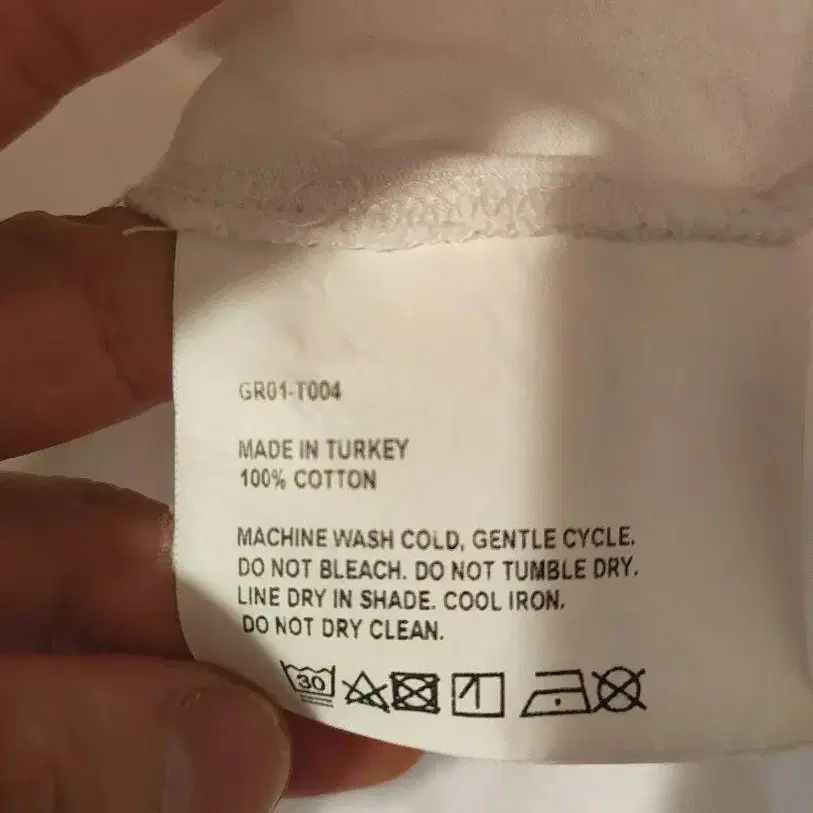 GR01-T004
MADE IN TURKEY
100% COTTON
MACHINE WASH COLD, GENTLE CYCLE.
DO NOT BLEACH. DO NOT TUMBLE DRY.
LINE DRY IN SHADE. COOL IRON.
DO NOT DRY CLEAN.
30